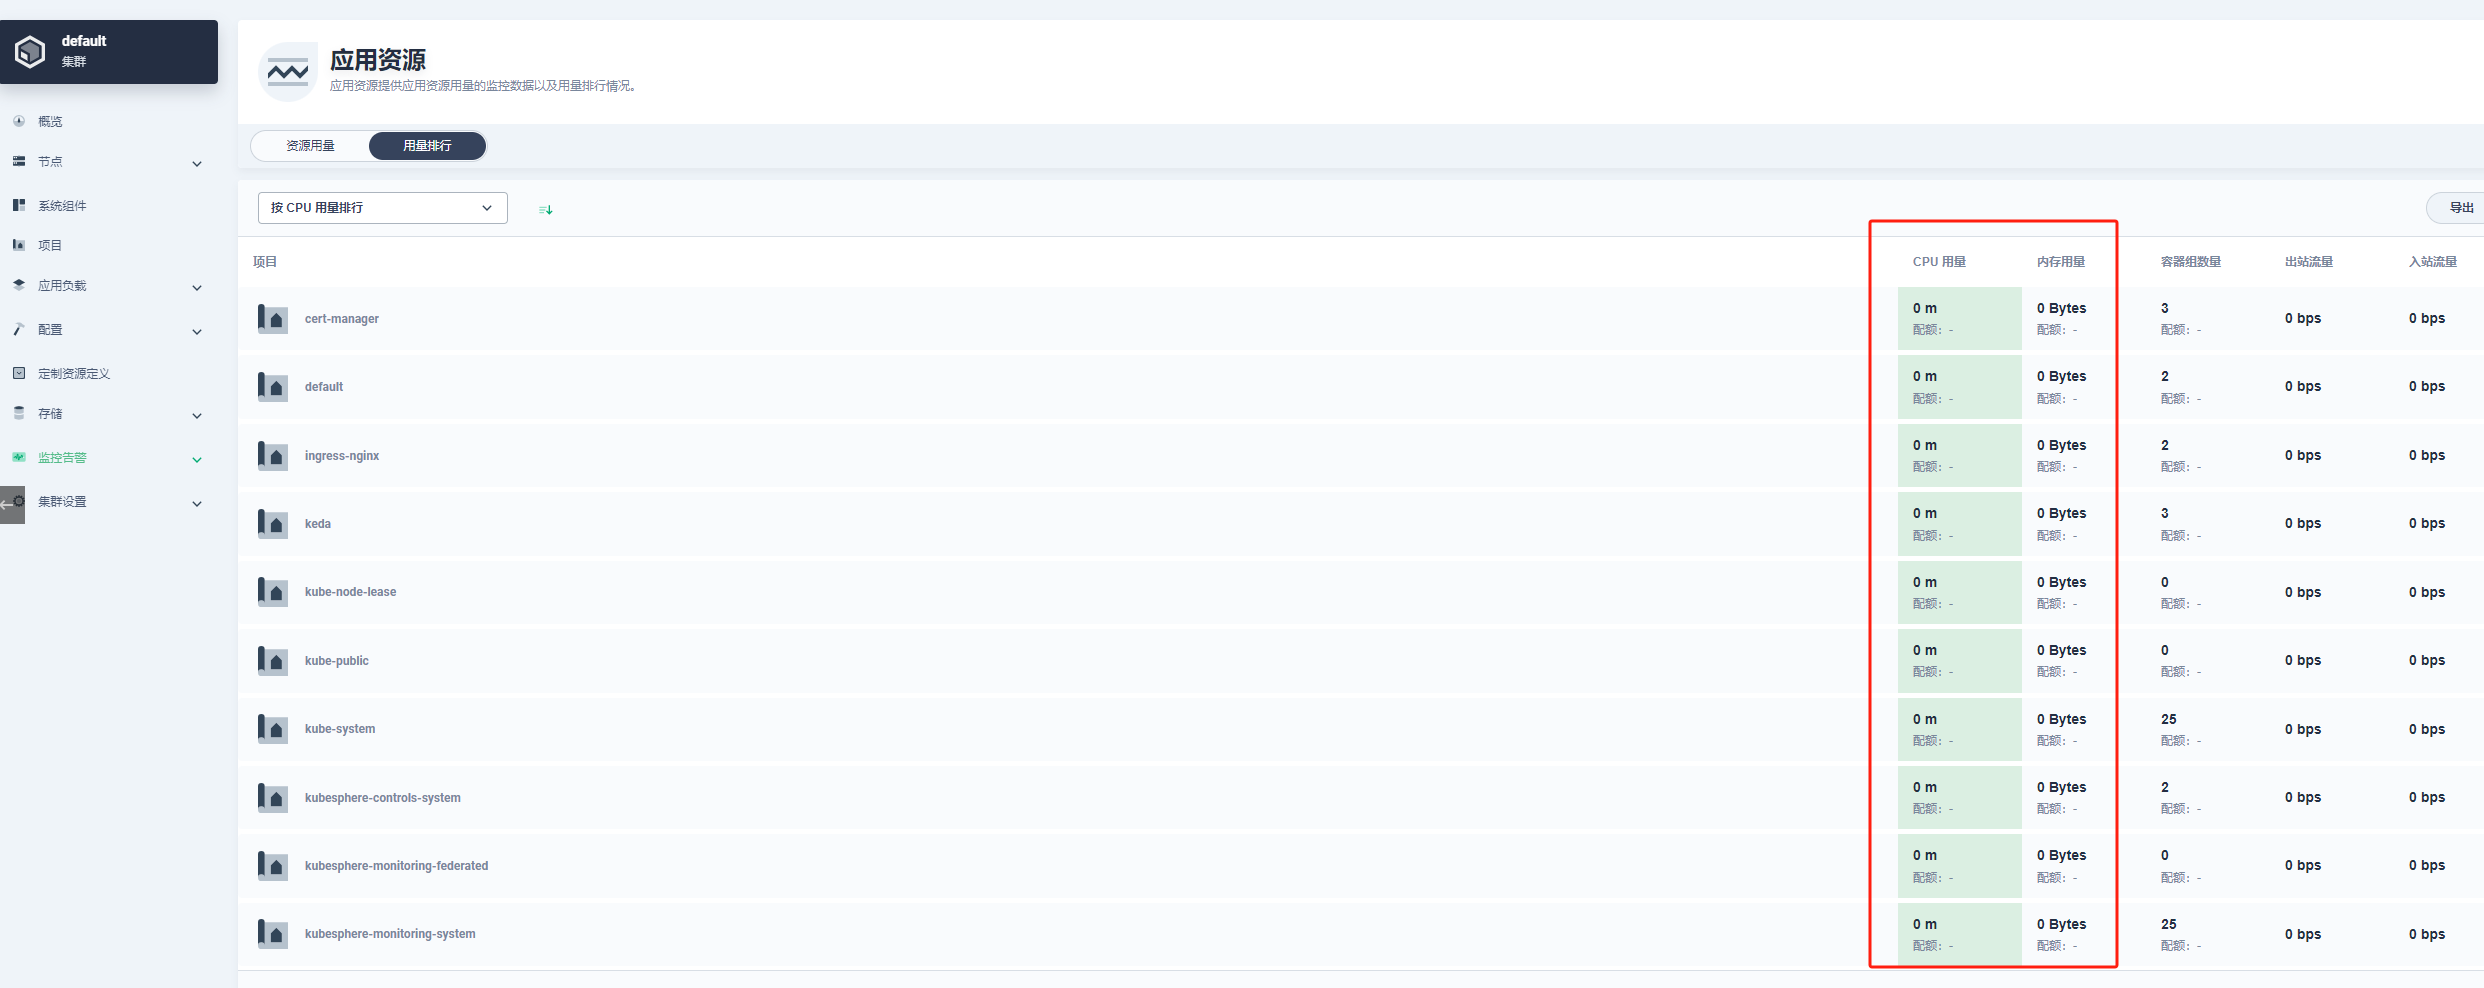 default
集群
概览
节点
系统组件
项目
应用负载
配置
定制资源定义
存储
监控告警
集群设置
应用资源
应用资源提供应用资源用量的监控数据以及用量排行情况。
资源用量 用量排行
按 CPU 用量排行 导出
项目 CPU 用量 内存用量 容器组数量 出站流量 入站流量
cert-manager 0 m 0 Bytes 3 0 bps 0 bps
配额：- 配额：- 配额：-
default 0 m 0 Bytes 2 0 bps 0 bps
配额：- 配额：- 配额：-
ingress-nginx 0 m 0 Bytes 2 0 bps 0 bps
配额：- 配额：- 配额：-
keda 0 m 0 Bytes 3 0 bps 0 bps
配额：- 配额：- 配额：-
kube-node-lease 0 m 0 Bytes 0 0 bps 0 bps
配额：- 配额：- 配额：-
kube-public 0 m 0 Bytes 0 0 bps 0 bps
配额：- 配额：- 配额：-
kube-system 0 m 0 Bytes 25 0 bps 0 bps
配额：- 配额：- 配额：-
kubesphere-controls-system 0 m 0 Bytes 2 0 bps 0 bps
配额：- 配额：- 配额：-
kubesphere-monitoring-federated 0 m 0 Bytes 0 0 bps 0 bps
配额：- 配额：- 配额：-
kubesphere-monitoring-system 0 m 0 Bytes 25 0 bps 0 bps
配额：- 配额：- 配额：-